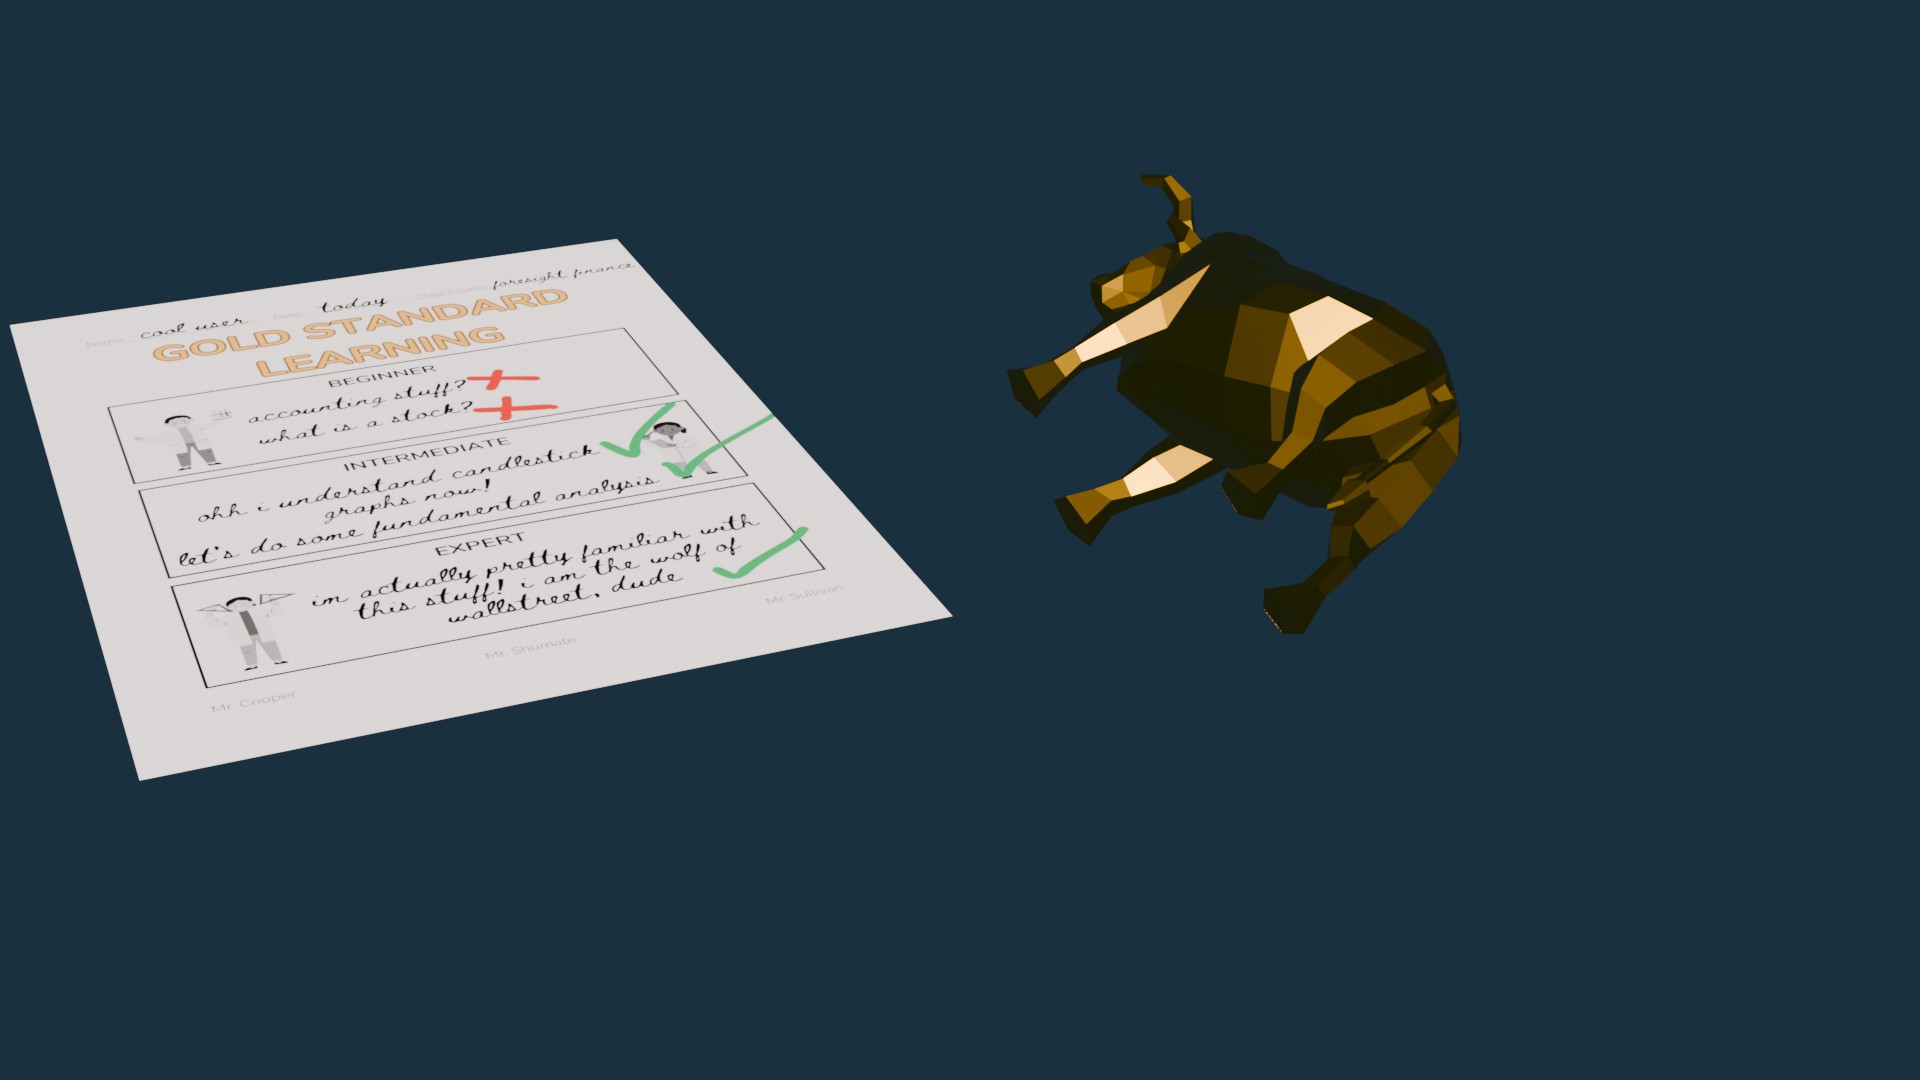 Name: cool user Date: today Class Course: foresight finance
GOLD STANDARD
LEARNING
BEGINNER
accounting stuff?
what is a stock?
INTERMEDIATE
ohh i understand candlestick
graphs now!
let's do some fundamental analysis
EXPERT
im actually pretty familiar with
this stuff! i am the wolf of
wallstreet, dude
Mr. Cooper
Mr. Shumate
Mr. Sullivan